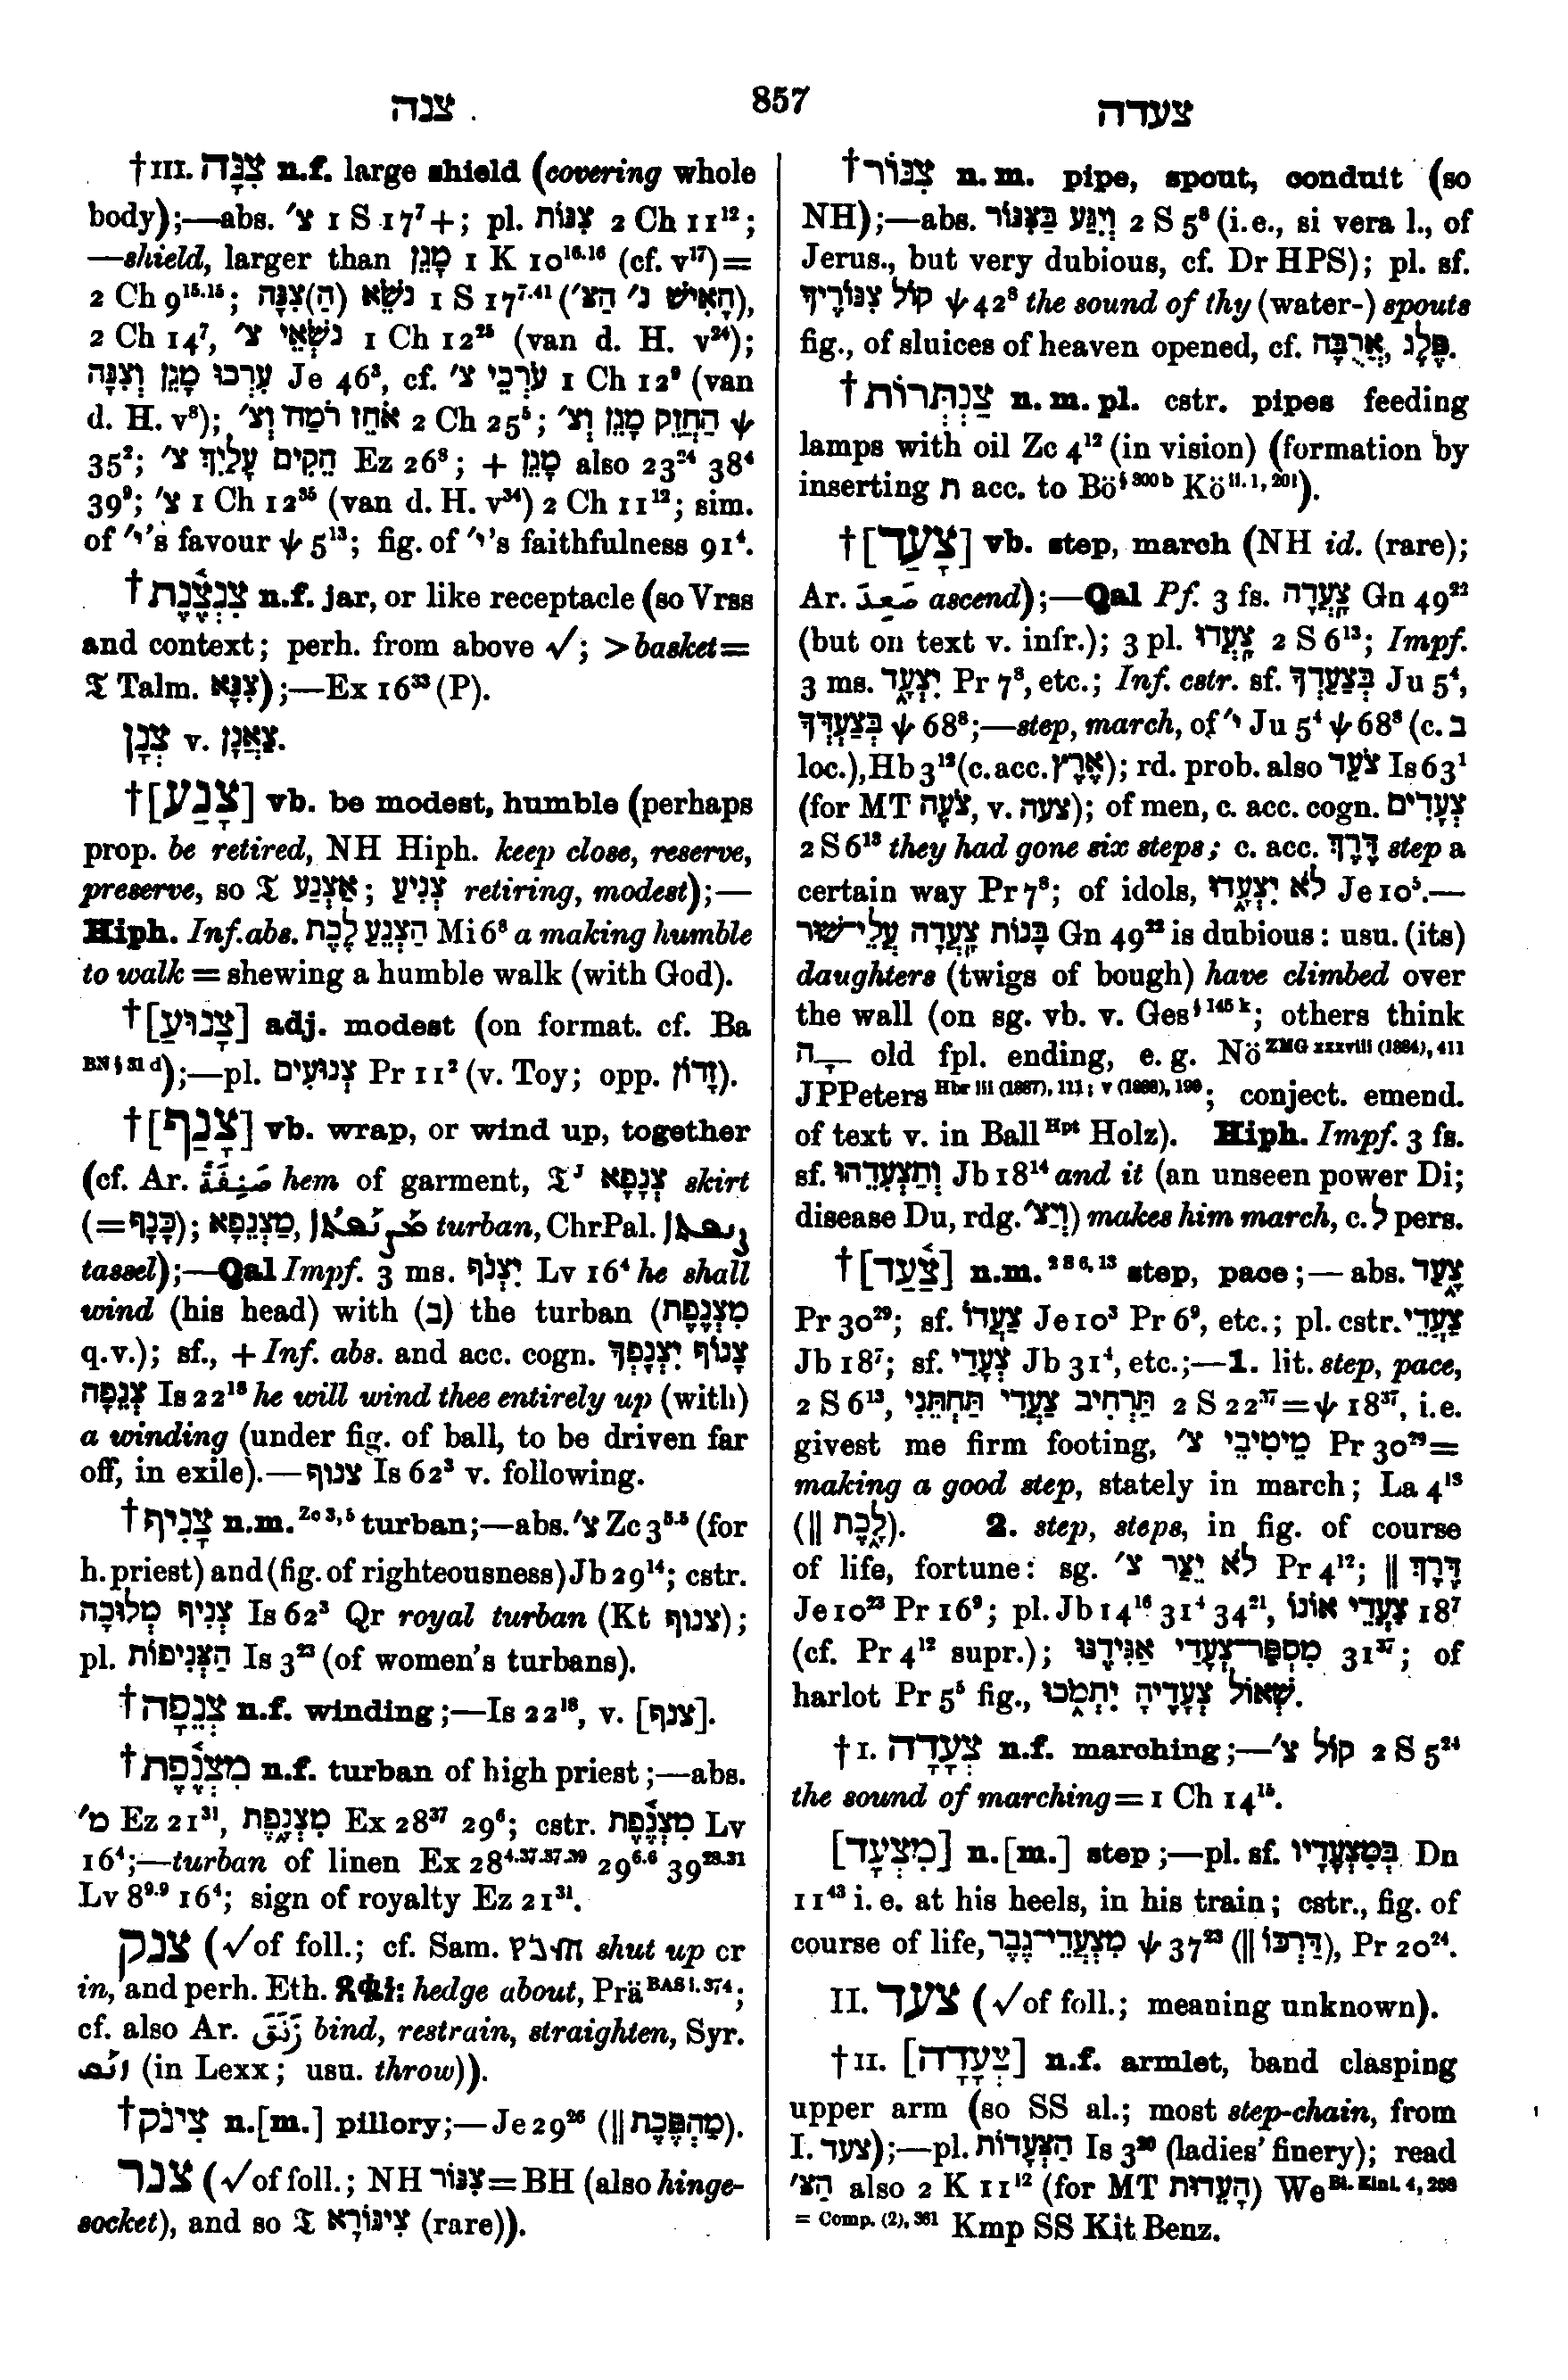 צנה
857
צעדה
†III. צִנָּה n.f. large shield (covering whole
body);—abs. צ׳ 1 S 17⁷ +; pl. צִנּוֹת 2 Ch 11¹²;
—shield, larger than מָגֵן 1 K 10¹⁶·¹⁶ (cf. v¹⁷)=
2 Ch 9¹⁵·¹⁵; נֹשֵׂא (הַ)צִנָּה 1 S 17⁷·⁴¹ (הָאִישׁ נ׳ הַצּ׳),
2 Ch 14⁷, נֹשְׂאֵי צ׳ 1 Ch 12²⁵ (van d. H. v²⁴);
עִרְכוּ מָגֵן וְצִנָּה Je 46³, cf. עֹרְכֵי צ׳ 1 Ch 12⁹ (van
d. H. v⁸); אֹחֵז רֹמַח וְצ׳ 2 Ch 25⁵; הַחֲזֵק מָגֵן וְצ׳ ψ
35²; הֵקִים עָלַיִךְ צ׳ Ez 26⁸; + מָגֵן also 23²⁴ 38⁴
39⁹; צ׳ 1 Ch 12³⁵ (van d. H. v³⁴) 2 Ch 11¹²; sim.
of י׳'s favour ψ 5¹³; fig. of י׳'s faithfulness 91⁴.
†צִנְצֶנֶת n.f. jar, or like receptacle (so Vrss
and context; perh. from above √; > basket=
𝔗 Talm. צִנָּא);—Ex 16³³ (P).
צְנָן v. צַאֲנָן.
†[צָנַע] vb. be modest, humble (perhaps
prop. be retired, NH Hiph. keep close, reserve,
preserve, so 𝔗 אַצְנַע; צְנִיעַ retiring, modest);—
Hiph. Inf. abs. הַצְנֵעַ לֶכֶת Mi 6⁸ a making humble
to walk = shewing a humble walk (with God).
†[צָנוּעַ] adj. modest (on format. cf. Ba
BN § 31 d);—pl. צְנוּעִים Pr 11² (v. Toy; opp. זָדוֹן).
†[צָנַף] vb. wrap, or wind up, together
(cf. Ar. صَنِفَةٌ hem of garment, 𝔗ᴶ צְנָפָא skirt
(=כָּנָף); מַצְנֶפָא, turban, ChrPal.
tassel);—Qal Impf. 3 ms. יִצְנֹף Lv 16⁴ he shall
wind (his head) with (ב) the turban (מִצְנֶפֶת
q.v.); sf., + Inf. abs. and acc. cogn. צָנוֹף יִצְנָפְךָ
צְנֵפָה Is 22¹⁸ he will wind thee entirely up (with)
a winding (under fig. of ball, to be driven far
off, in exile).—צנוף Is 62³ v. following.
†צָנִיף n.m. Zc 3, 5 turban;—abs. צ׳ Zc 3⁵·⁵ (for
h. priest) and (fig. of righteousness) Jb 29¹⁴; cstr.
צְנִיף מְלוּכָה Is 62³ Qr royal turban (Kt צנוף);
pl. הַצְּנִיפוֹת Is 3²³ (of women's turbans).
†צְנֵפָה n.f. winding;—Is 22¹⁸, v. [צנף].
†מִצְנֶפֶת n.f. turban of high priest;—abs.
מ׳ Ez 21³¹, מִצְנָפֶת Ex 28³⁷ 29⁶; cstr. מִצְנֶפֶת Lv
16⁴;—turban of linen Ex 28⁴·³⁷·³⁷·³⁹ 29⁶·⁶ 39²⁸·³¹
Lv 8⁹·⁹ 16⁴; sign of royalty Ez 21³¹.
צנק (√ of foll.; cf. Sam. shut up or
in, and perh. Eth. hedge about, Prä BAS i. 374;
cf. also Ar. زَنَقَ bind, restrain, straighten, Syr.
(in Lexx; usu. throw)).
†צִינֹק n.[m.] pillory;—Je 29²⁶ (‖ מַהְפֶּכֶת).
צנר (√ of foll.; NH צִנּוֹר=BH (also hinge-
socket), and so 𝔗 צִינוֹרָא (rare)).
†צִנּוֹר n.m. pipe, spout, conduit (so
NH);—abs. וְיִגַּע בַּצִּנּוֹר 2 S 5⁸ (i.e., si vera l., of
Jerus., but very dubious, cf. Dr HPS); pl. sf.
קוֹל צִנּוֹרֶיךָ ψ 42⁸ the sound of thy (water-) spouts
fig., of sluices of heaven opened, cf. פֶּלֶג, אֲרֻבָּה.
†צַנְתְּרוֹת n.m.pl. cstr. pipes feeding
lamps with oil Zc 4¹² (in vision) (formation by
inserting ת acc. to Bö § 300 b Kö ii. 1, 201).
†[צָעַד] vb. step, march (NH id. (rare);
Ar. صَعِدَ ascend);—Qal Pf. 3 fs. צָעֲדָה Gn 49²²
(but on text v. infr.); 3 pl. צָעֲדוּ 2 S 6¹³; Impf.
3 ms. יִצְעָד Pr 7⁸, etc.; Inf. cstr. sf. בְּצַעְדְּךָ Ju 5⁴,
בְּצַעְדְּךָ ψ 68⁸;—step, march, of י׳ Ju 5⁴ ψ 68⁸ (c. ב
loc.), Hb 3¹² (c. acc. אֶרֶץ); rd. prob. also צֹעֵד Is 63¹
(for MT צֹעֶה, v. צעה); of men, c. acc. cogn. צְעָדִים
2 S 6¹³ they had gone six steps; c. acc. דֶּרֶךְ step a
certain way Pr 7⁸; of idols, לֹא יִצְעָדוּ Je 10⁵.—
בָּנוֹת צָעֲדָה עֲלֵי־שׁוּר Gn 49²² is dubious: usu. (its)
daughters (twigs of bough) have climbed over
the wall (on sg. vb. v. Ges § 145 k; others think
ָה old fpl. ending, e.g. Nö ZMG xxxviii (1884), 411
JPPeters Hbr iii (1887), 111; v (1888), 190; conject. emend.
of text v. in Ball Hpt Holz). Hiph. Impf. 3 fs.
sf. וְתַצְעִדֵהוּ Jb 18¹⁴ and it (an unseen power Di;
disease Du, rdg. וְיַצ׳) makes him march, c. ל pers.
†[צַעַד] n.m. 2 S 6, 13 step, pace;—abs. צָעַד
Pr 30²⁹; sf. צַעֲדוֹ Je 10³ Pr 6⁹, etc.; pl. cstr. צַעֲדֵי
Jb 18⁷; sf. צְעָדַי Jb 31⁴, etc.;—1. lit. step, pace,
2 S 6¹³, תַּרְחִיב צַעֲדִי תַּחְתֵּנִי 2 S 22³⁷=ψ 18³⁷, i.e.
givest me firm footing, מֵיטִיבֵי צ׳ Pr 30²⁹=
making a good step, stately in march; La 4¹⁸
(‖ לֶכֶת). 2. step, steps, in fig. of course
of life, fortune: sg. לֹא יֵצַר צ׳ Pr 4¹²; ‖ דֶּרֶךְ
Je 10²³ Pr 16⁹; pl. Jb 14¹⁶ 31⁴ 34²¹, צַעֲדֵי אוֹנוֹ 18⁷
(cf. Pr 4¹² supr.); מִסְפַּר־צְעָדַי אַגִּידֶנּוּ 31³⁷; of
harlot Pr 5⁵ fig., שְׁאוֹל צְעָדֶיהָ יִתְמֹכוּ.
†I. צְעָדָה n.f. marching;—קוֹל צ׳ 2 S 5²⁴
the sound of marching=1 Ch 14¹⁵.
[מִצְעָד] n.[m.] step;—pl. sf. בְּמִצְעָדָיו Dn
11⁴³ i.e. at his heels, in his train; cstr., fig. of
course of life, מִצְעֲדֵי־גֶבֶר ψ 37²³ (‖ דַּרְכּוֹ), Pr 20²⁴.
II. צעד (√ of foll.; meaning unknown).
†II. [צְעָדָה] n.f. armlet, band clasping
upper arm (so SS al.; most step-chain, from
I. צעד);—pl. הַצְּעָדוֹת Is 3²⁰ (ladies' finery); read
הַצּ׳ also 2 K 11¹² (for MT הָעֵדוּת) We Bl. Einl. 4, 258
= Comp. (2), 361 Kmp SS Kit Benz.